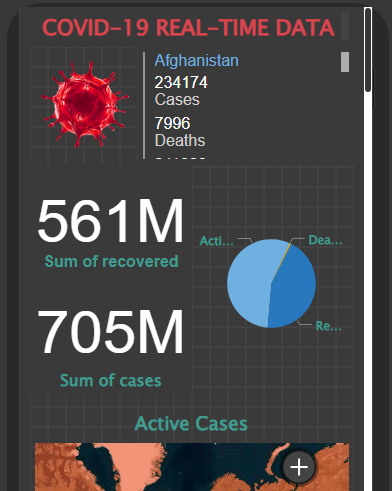 COVID-19 REAL-TIME DATA
Afghanistan
234174
Cases
7996
Deaths
561M
Sum of recovered
Acti...
Dea...
Re...
705M
Sum of cases
Active Cases